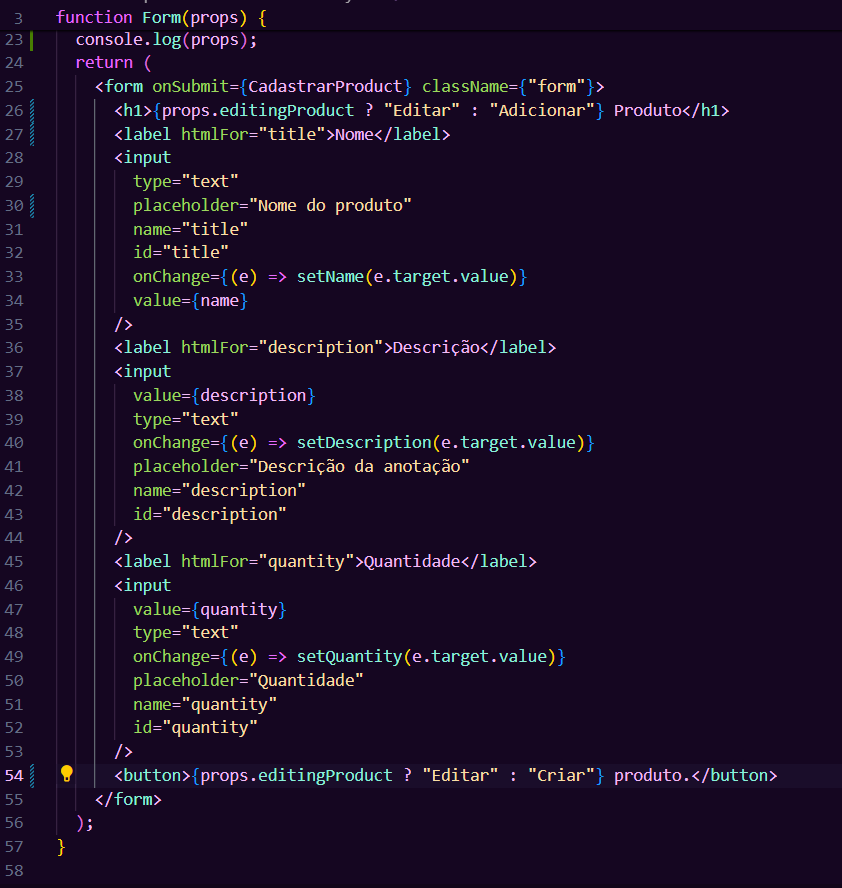 3 function Form(props) {
23 console.log(props);
24 return (
25 <form onSubmit={CadastrarProduct} className={"form"}>
26 <h1>{props.editingProduct ? "Editar" : "Adicionar"} Produto</h1>
27 <label htmlFor="title">Nome</label>
28 <input
29 type="text"
30 placeholder="Nome do produto"
31 name="title"
32 id="title"
33 onChange={(e) => setName(e.target.value)}
34 value={name}
35 />
36 <label htmlFor="description">Descrição</label>
37 <input
38 value={description}
39 type="text"
40 onChange={(e) => setDescription(e.target.value)}
41 placeholder="Descrição da anotação"
42 name="description"
43 id="description"
44 />
45 <label htmlFor="quantity">Quantidade</label>
46 <input
47 value={quantity}
48 type="text"
49 onChange={(e) => setQuantity(e.target.value)}
50 placeholder="Quantidade"
51 name="quantity"
52 id="quantity"
53 />
54 <button>{props.editingProduct ? "Editar" : "Criar"} produto.</button>
55 </form>
56 );
57 }
58